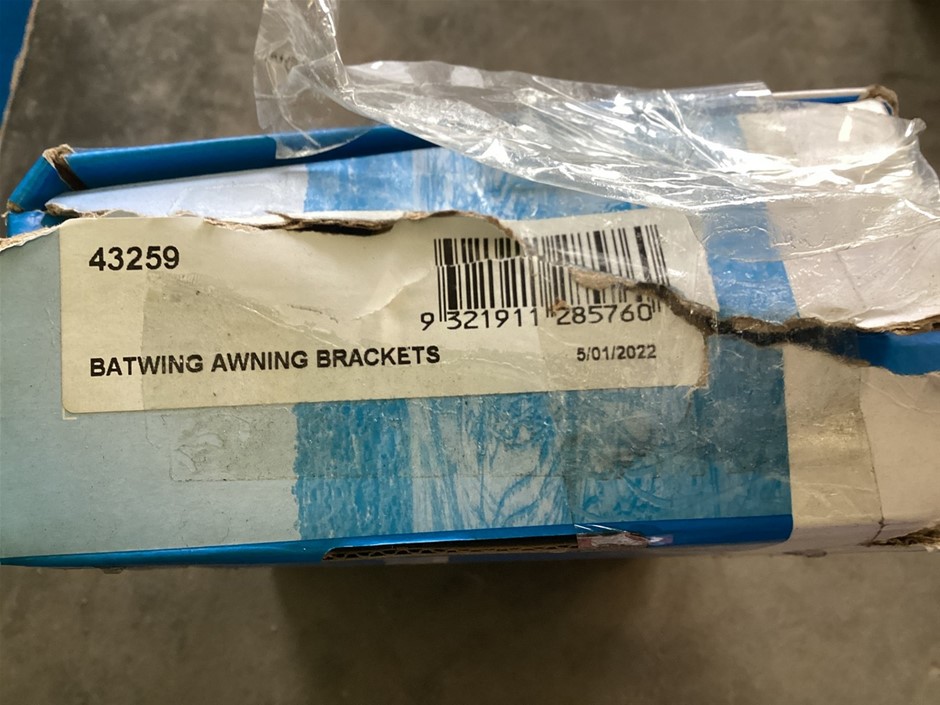 43259
9 321911 285760
BATWING AWNING BRACKETS
5/01/2022